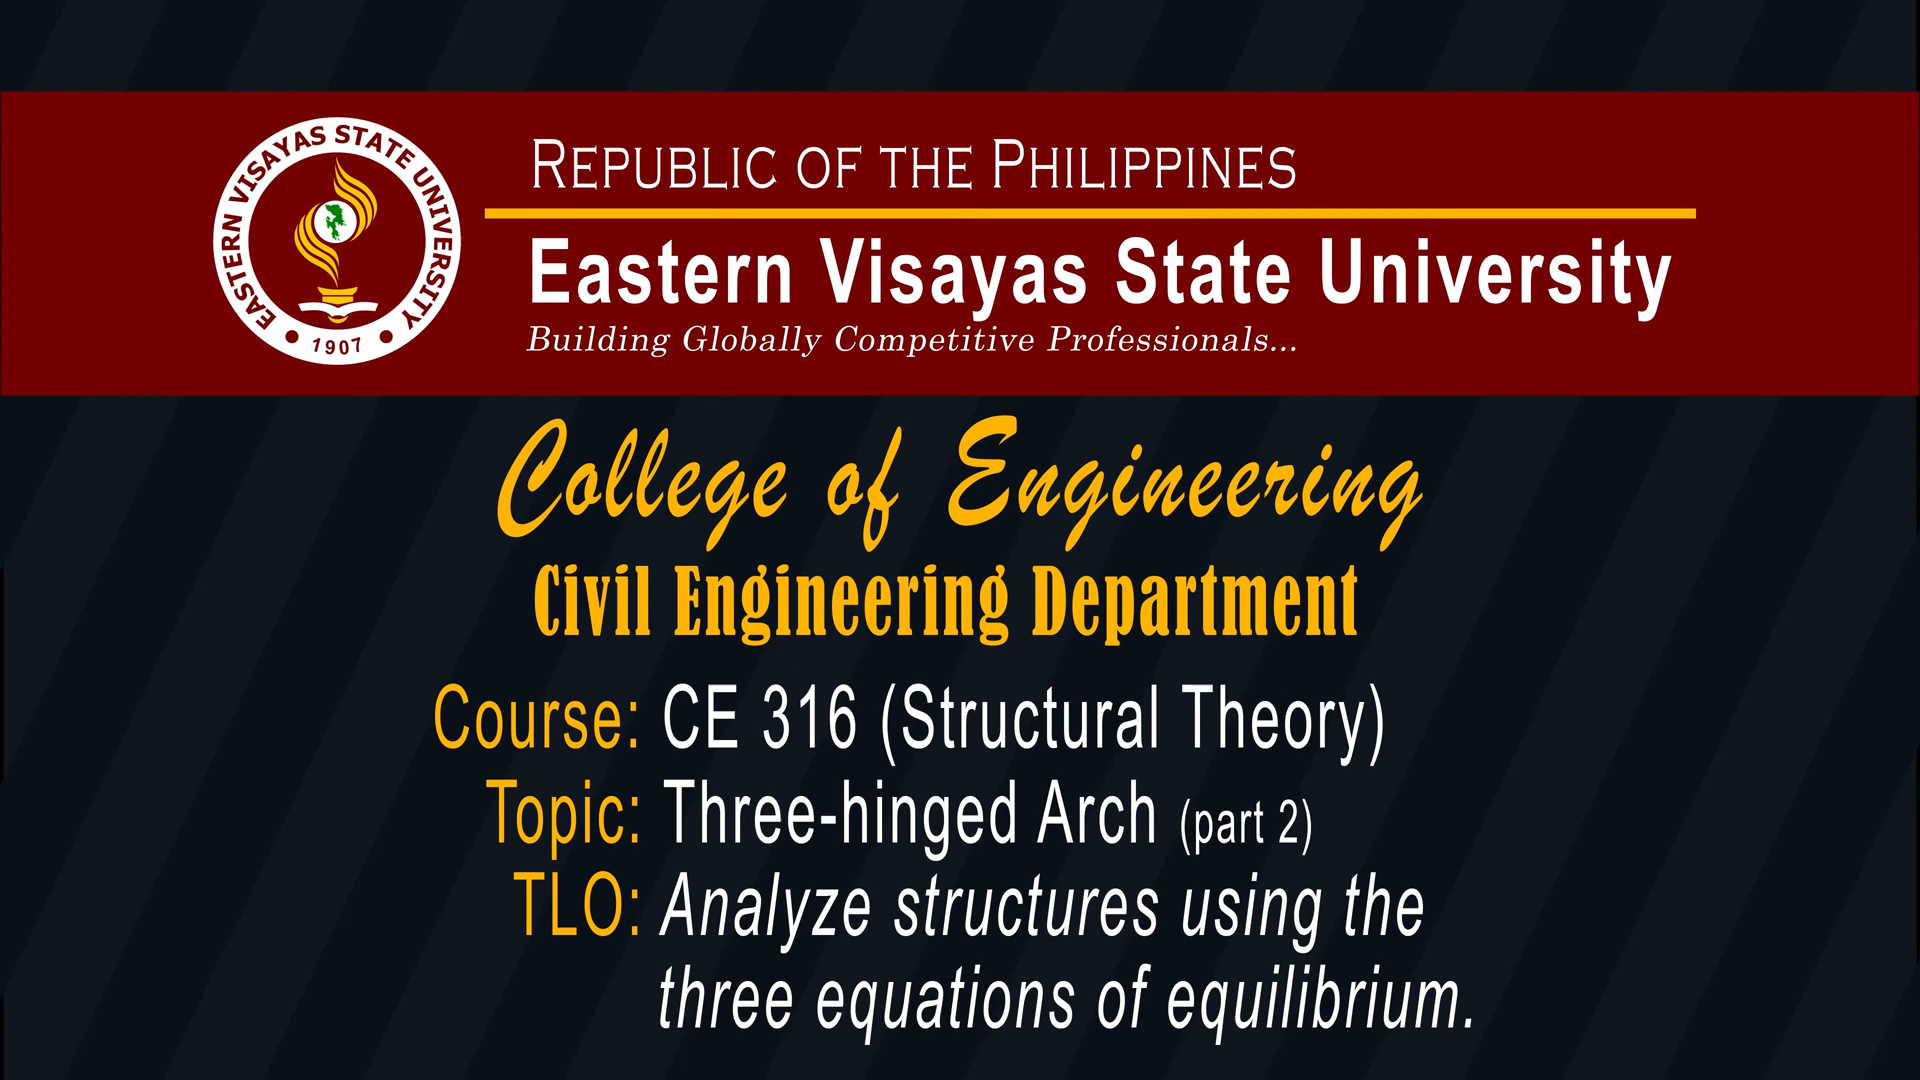 EASTERN VISAYAS STATE UNIVERSITY
1907
REPUBLIC OF THE PHILIPPINES
Eastern Visayas State University
Building Globally Competitive Professionals...
College of Engineering
Civil Engineering Department
Course: CE 316 (Structural Theory)
Topic: Three-hinged Arch (part 2)
TLO: Analyze structures using the
three equations of equilibrium.